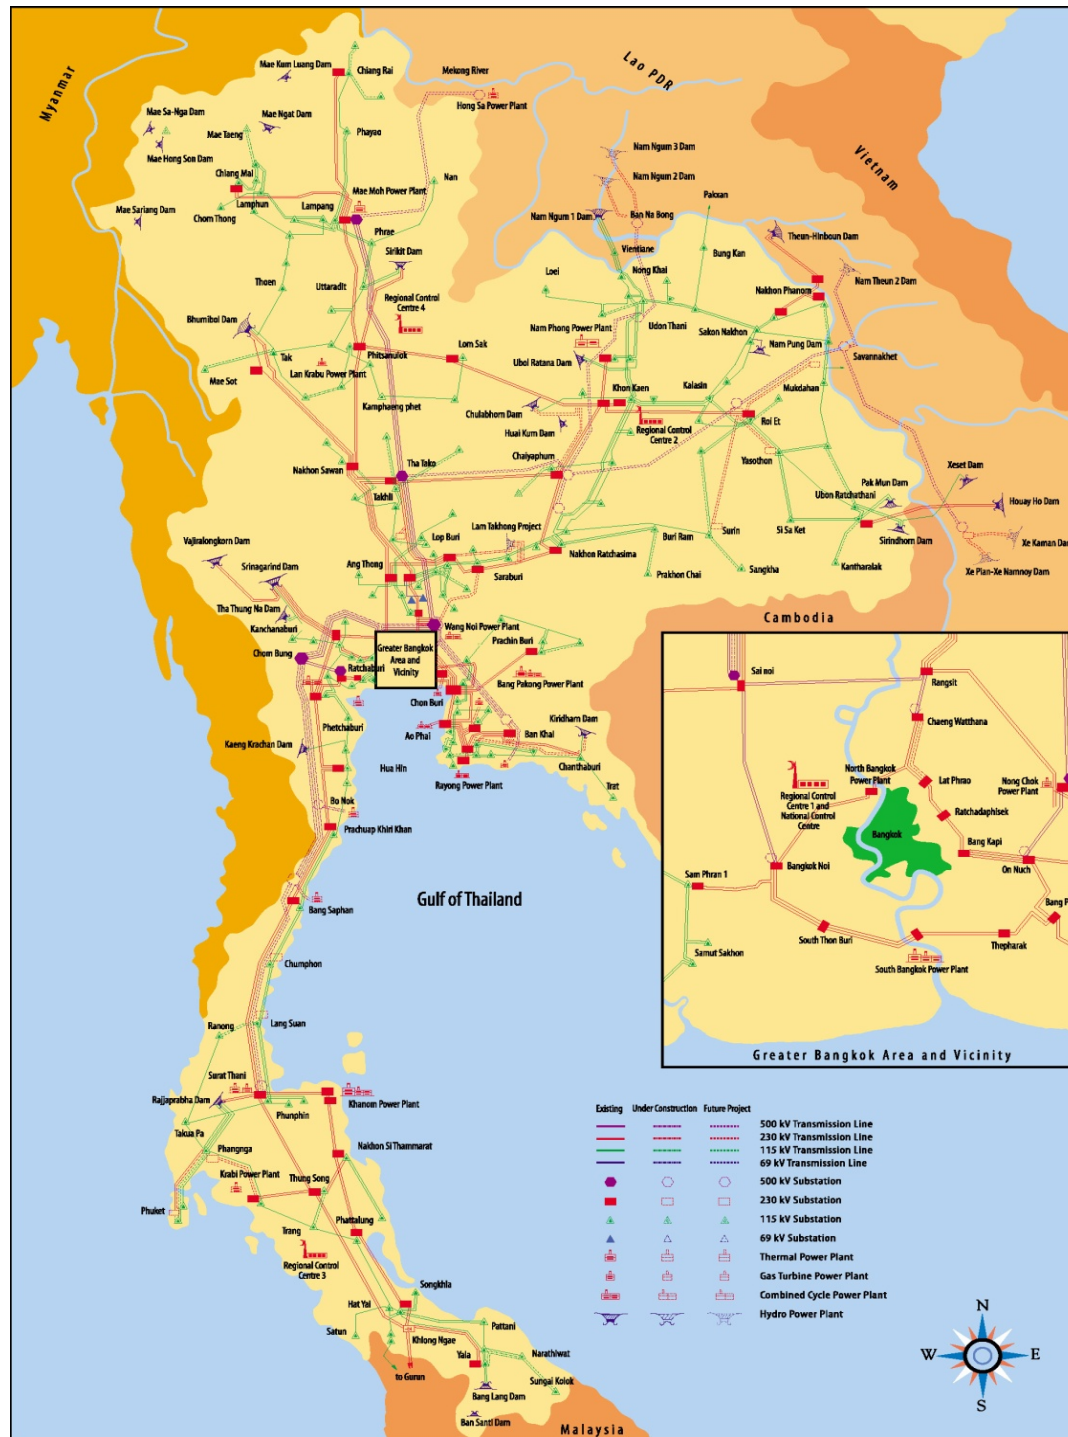 Myanmar
Lao PDR
Vietnam
Mae Kum Luang Dam
Chiang Rai
Mekong River
Hong Sa Power Plant
Mae Sa-Nga Dam
Mae Ngat Dam
Mae Taeng
Phayao
Mae Hong Son Dam
Nam Ngum 3 Dam
Chiang Mai
Mae Moh Power Plant
Nan
Nam Ngum 2 Dam
Pakxan
Mae Sariang Dam
Chom Thong
Lamphun
Lampang
Nam Ngum 1 Dam
Ban Na Bong
Phrae
Theun-Hinboun Dam
Sirikit Dam
Vientiane
Bung Kan
Thoen
Uttaradit
Loei
Nong Khai
Nam Theun 2 Dam
Nakhon Phanom
Regional Control
Centre 4
Bhumibol Dam
Nam Phong Power Plant
Udon Thani
Sakon Nakhon
Tak
Phitsanulok
Lom Sak
Nam Pung Dam
Savannakhet
Mae Sot
Lan Krabu Power Plant
Ubol Ratana Dam
Khon Kaen
Kalasin
Mukdahan
Kamphaeng phet
Chulabhorn Dam
Huai Kum Dam
Regional Control
Centre 2
Roi Et
Nakhon Sawan
Tha Tako
Chaiyaphum
Yasothon
Xeset Dam
Takhli
Pak Mun Dam
Ubon Ratchathani
Houay Ho Dam
Lam Takhong Project
Vajiralongkorn Dam
Lop Buri
Buri Ram
Surin
Si Sa Ket
Sirindhorn Dam
Xe Kaman Dam
Srinagarind Dam
Ang Thong
Nakhon Ratchasima
Saraburi
Prakhon Chai
Sangkha
Kantharalak
Xe Pian-Xe Namnoy Dam
Tha Thung Na Dam
Kanchanaburi
Cambodia
Wang Noi Power Plant
Chom Bung
Greater Bangkok
Area and
Vicinity
Prachin Buri
Ratchaburi
Bang Pakong Power Plant
Chon Buri
Phetchaburi
Kiridharn Dam
Ao Phai
Ban Khai
Kaeng Krachan Dam
Hua Hin
Chanthaburi
Rayong Power Plant
Trat
Bo Nok
Prachuap Khiri Khan
Gulf of Thailand
Bang Saphan
Chumphon
Ranong
Lang Suan
Surat Thani
Rajjaprabha Dam
Khanom Power Plant
Phunphin
Takua Pa
Phangnga
Nakhon Si Thammarat
Krabi Power Plant
Thung Song
Phuket
Trang
Phattalung
Regional Control
Centre 3
Songkhla
Hat Yai
Satun
Khlong Ngae
Pattani
Yala
Narathiwat
to Gurun
Sungai Kolok
Bang Lang Dam
Ban Santi Dam
Malaysia
Sai noi
Rangsit
Chaeng Watthana
North Bangkok
Power Plant
Lat Phrao
Nong Chok
Power Plant
Regional Control
Centre 1 and
National Control
Centre
Ratchadaphisek
Bangkok
Bang Kapi
Bangkok Noi
On Nuch
Sam Phran 1
Bang P
South Thon Buri
Thepharak
Samut Sakhon
South Bangkok Power Plant
Greater Bangkok Area and Vicinity
Existing Under Construction Future Project
500 kV Transmission Line
230 kV Transmission Line
115 kV Transmission Line
69 kV Transmission Line
500 kV Substation
230 kV Substation
115 kV Substation
69 kV Substation
Thermal Power Plant
Gas Turbine Power Plant
Combined Cycle Power Plant
Hydro Power Plant
N
W E
S